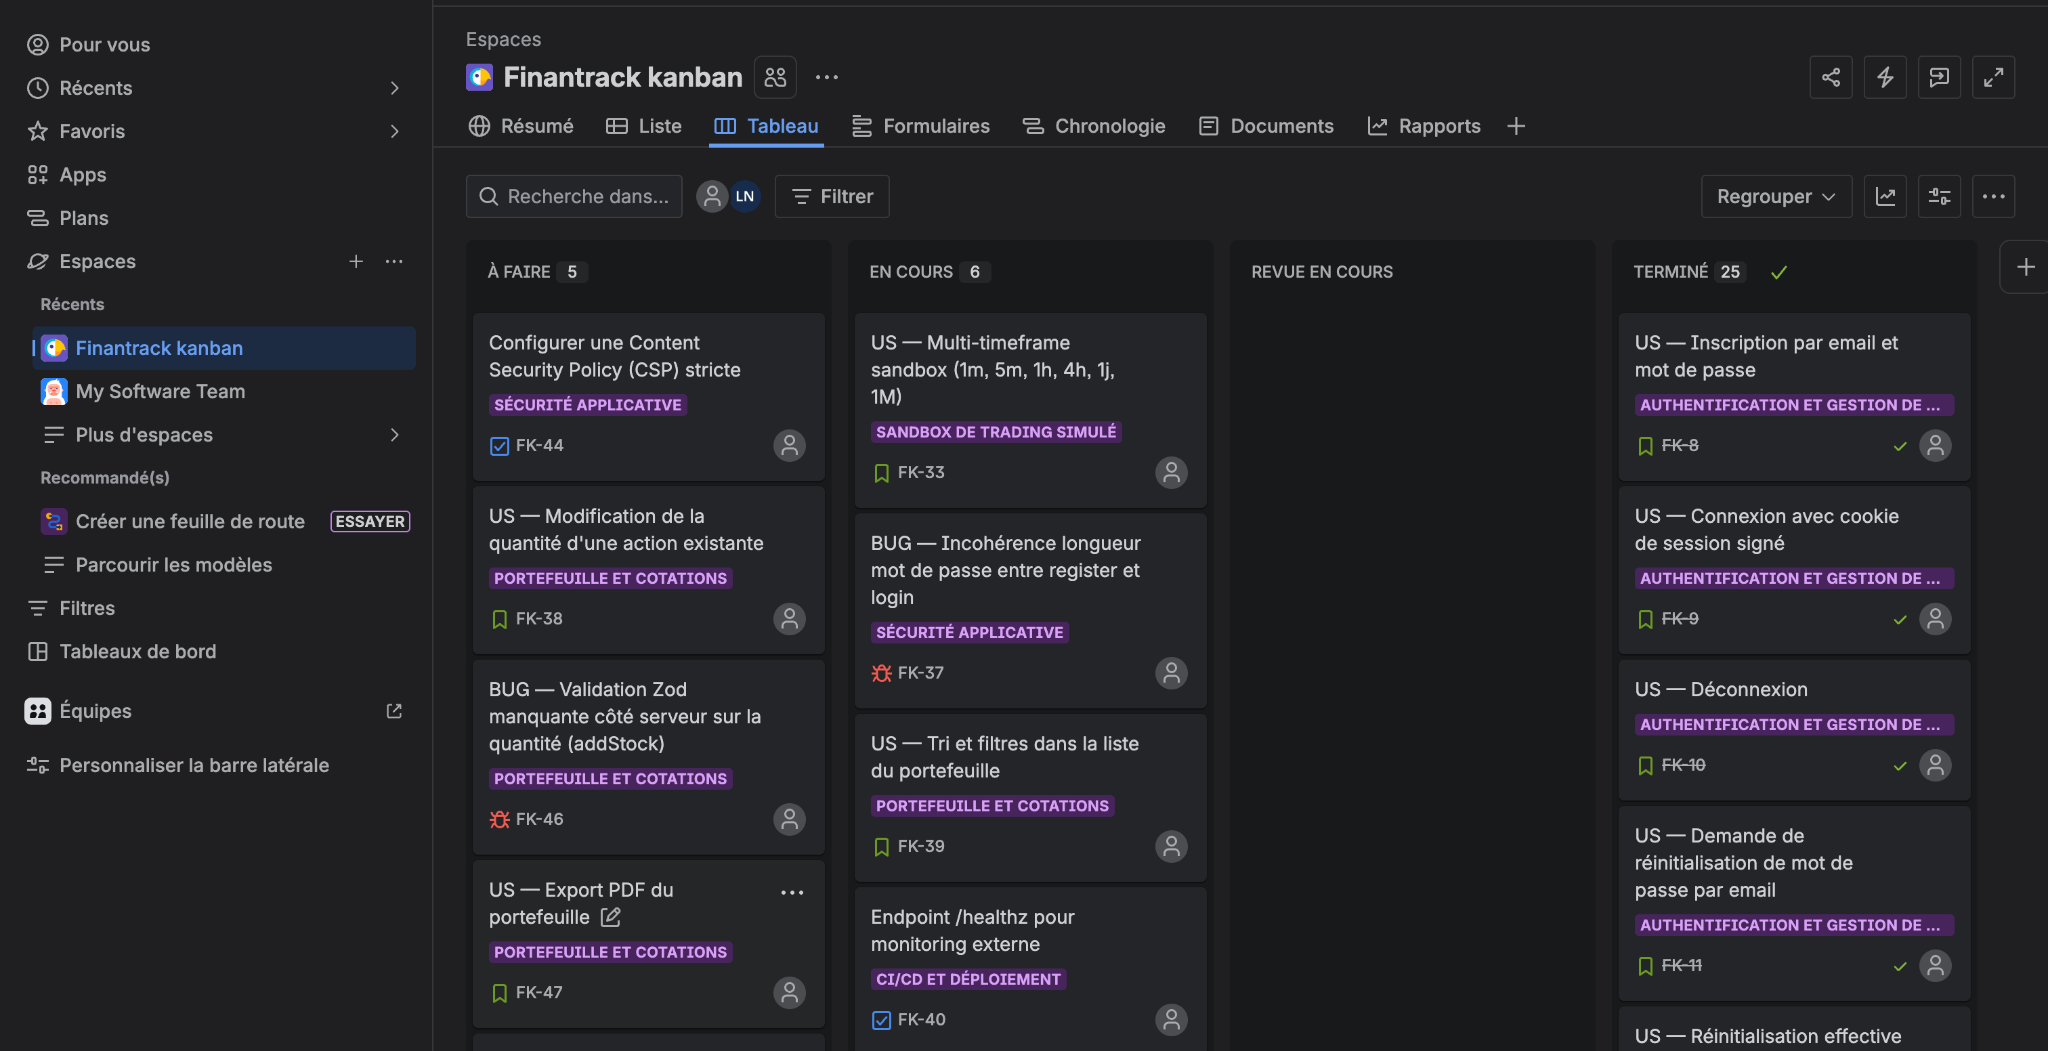 Pour vous
Récents
Favoris
Apps
Plans
Espaces
Récents
Finantrack kanban
My Software Team
Plus d'espaces
Recommandé(s)
Créer une feuille de route ESSAYER
Parcourir les modèles
Filtres
Tableaux de bord
Équipes
Personnaliser la barre latérale
Espaces
Finantrack kanban
Résumé Liste Tableau Formulaires Chronologie Documents Rapports
Recherche dans... LN Filtrer Regrouper
À FAIRE 5
Configurer une Content
Security Policy (CSP) stricte
SÉCURITÉ APPLICATIVE
FK-44
US — Modification de la
quantité d'une action existante
PORTEFEUILLE ET COTATIONS
FK-38
BUG — Validation Zod
manquante côté serveur sur la
quantité (addStock)
PORTEFEUILLE ET COTATIONS
FK-46
US — Export PDF du
portefeuille
PORTEFEUILLE ET COTATIONS
FK-47
EN COURS 6
US — Multi-timeframe
sandbox (1m, 5m, 1h, 4h, 1j,
1M)
SANDBOX DE TRADING SIMULÉ
FK-33
BUG — Incohérence longueur
mot de passe entre register et
login
SÉCURITÉ APPLICATIVE
FK-37
US — Tri et filtres dans la liste
du portefeuille
PORTEFEUILLE ET COTATIONS
FK-39
Endpoint /healthz pour
monitoring externe
CI/CD ET DÉPLOIEMENT
FK-40
REVUE EN COURS
TERMINÉ 25
US — Inscription par email et
mot de passe
AUTHENTIFICATION ET GESTION DE ...
FK-8
US — Connexion avec cookie
de session signé
AUTHENTIFICATION ET GESTION DE ...
FK-9
US — Déconnexion
AUTHENTIFICATION ET GESTION DE ...
FK-10
US — Demande de
réinitialisation de mot de
passe par email
AUTHENTIFICATION ET GESTION DE ...
FK-11
US — Réinitialisation effective